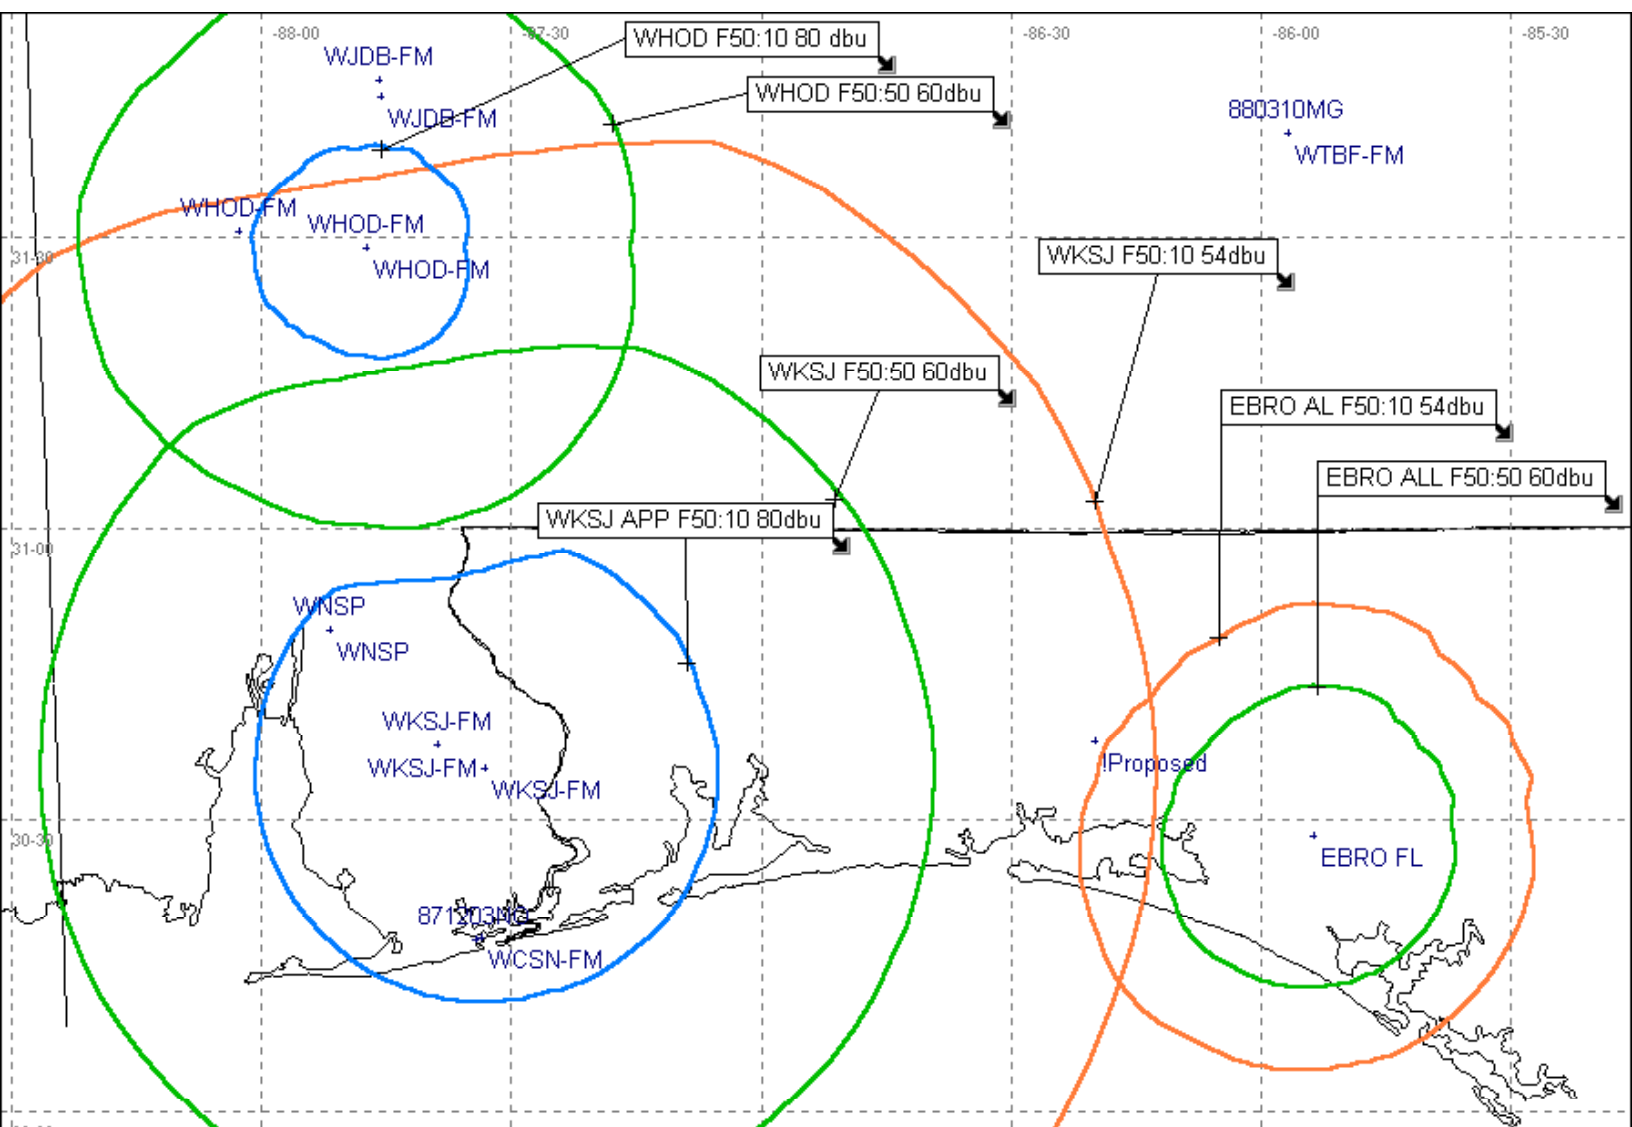 -88-00
-87-30
-86-30
-86-00
-85-30
WHOD F50:10 80 dbu
WJDB-FM
WHOD F50:50 60dbu
880310MG
WJDB-FM
WTBF-FM
WHOD-FM
WHOD-FM
31-30
WKSJ F50:10 54dbu
WHOD-FM
WKSJ F50:50 60dbu
EBRO AL F50:10 54dbu
EBRO ALL F50:50 60dbu
WKSJ APP F50:10 80dbu
31-00
WNSP
WNSP
WKSJ-FM
WKSJ-FM
!Proposed
WKSJ-FM
30-30
EBRO FL
WCSN-FM